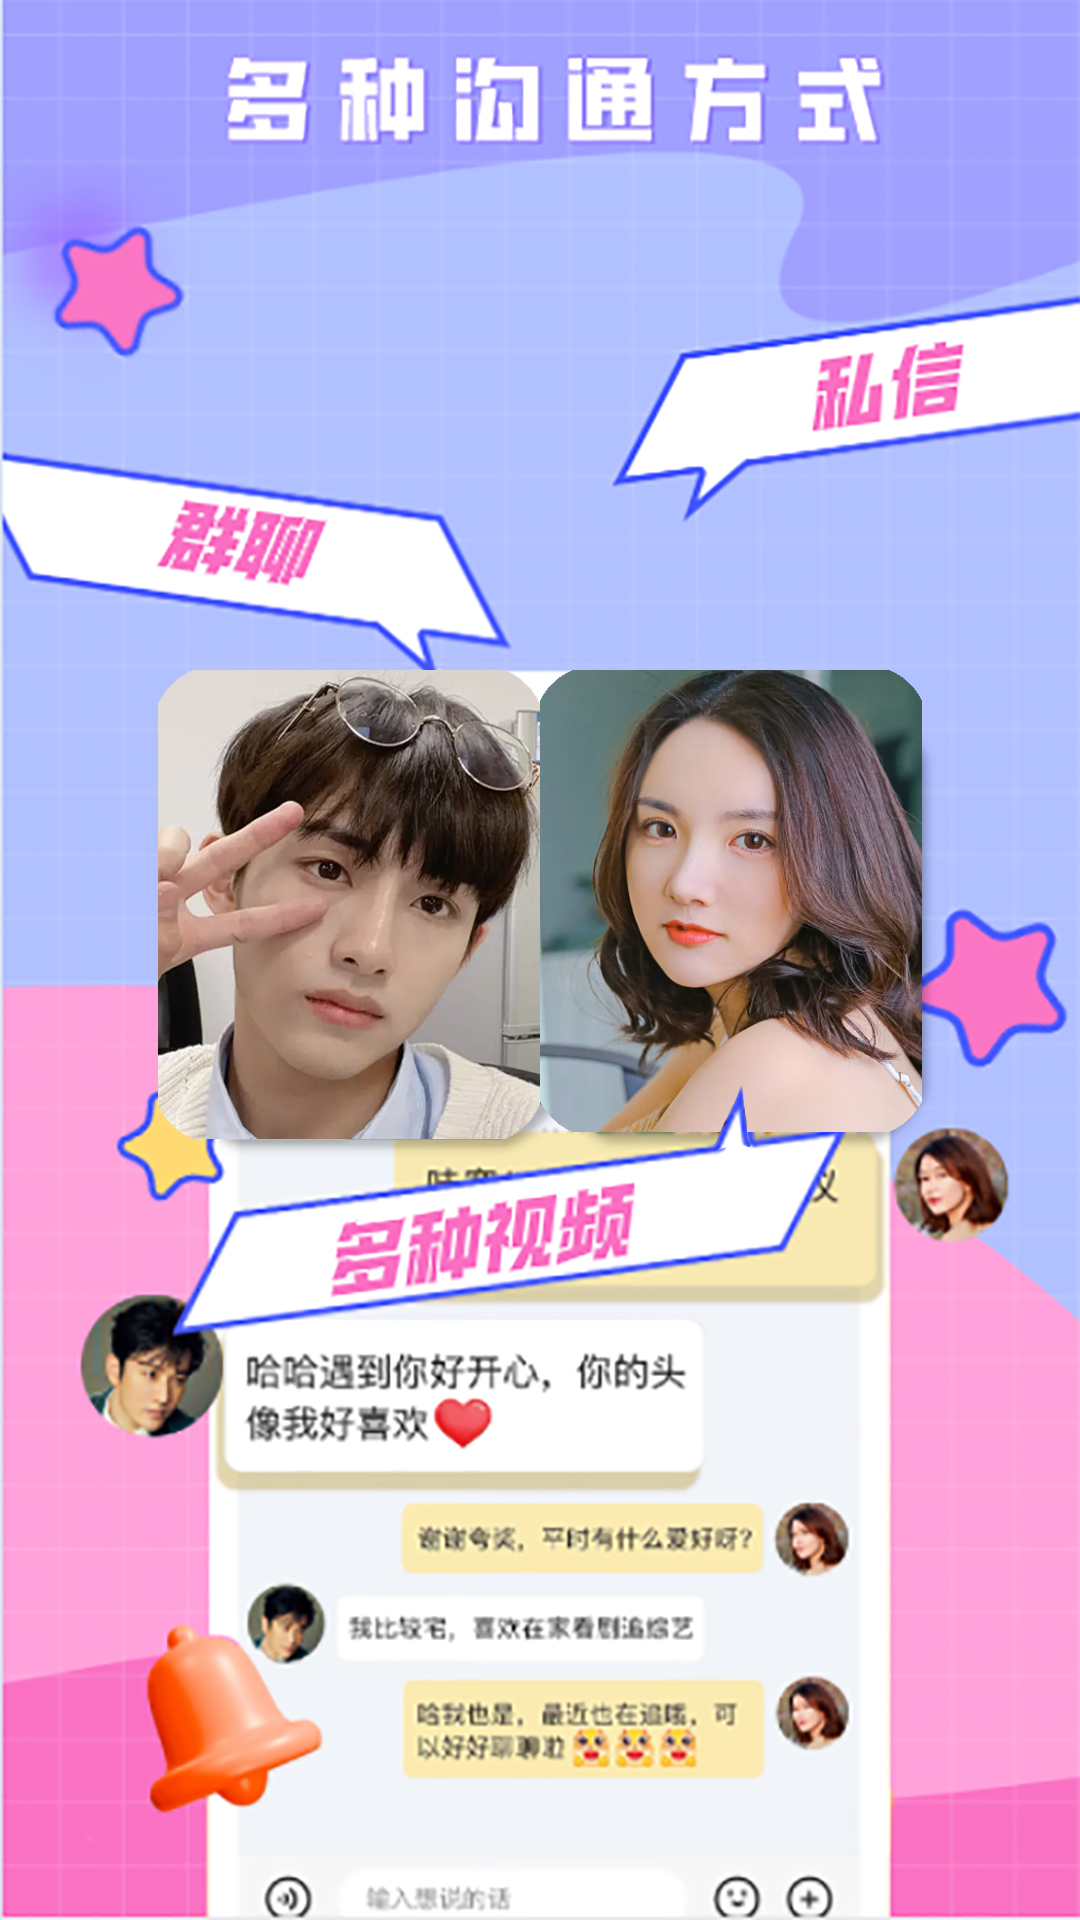 多种沟通方式
私信
群聊
多种视频
哈哈遇到你好开心，你的头
像我好喜欢
谢谢夸奖，平时有什么爱好呀？
我比较宅，喜欢在家看剧追综艺
哈我也是，最近也在追哦，可
以好好聊聊啦
输入想说的话